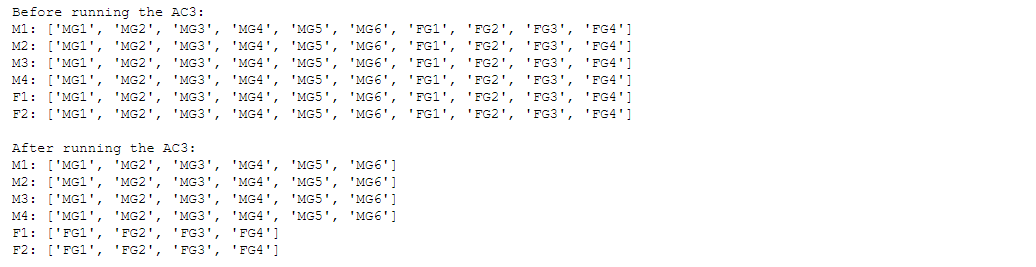 Before running the AC3:
M1: ['MG1', 'MG2', 'MG3', 'MG4', 'MG5', 'MG6', 'FG1', 'FG2', 'FG3', 'FG4']
M2: ['MG1', 'MG2', 'MG3', 'MG4', 'MG5', 'MG6', 'FG1', 'FG2', 'FG3', 'FG4']
M3: ['MG1', 'MG2', 'MG3', 'MG4', 'MG5', 'MG6', 'FG1', 'FG2', 'FG3', 'FG4']
M4: ['MG1', 'MG2', 'MG3', 'MG4', 'MG5', 'MG6', 'FG1', 'FG2', 'FG3', 'FG4']
F1: ['MG1', 'MG2', 'MG3', 'MG4', 'MG5', 'MG6', 'FG1', 'FG2', 'FG3', 'FG4']
F2: ['MG1', 'MG2', 'MG3', 'MG4', 'MG5', 'MG6', 'FG1', 'FG2', 'FG3', 'FG4']
After running the AC3:
M1: ['MG1', 'MG2', 'MG3', 'MG4', 'MG5', 'MG6']
M2: ['MG1', 'MG2', 'MG3', 'MG4', 'MG5', 'MG6']
M3: ['MG1', 'MG2', 'MG3', 'MG4', 'MG5', 'MG6']
M4: ['MG1', 'MG2', 'MG3', 'MG4', 'MG5', 'MG6']
F1: ['FG1', 'FG2', 'FG3', 'FG4']
F2: ['FG1', 'FG2', 'FG3', 'FG4']